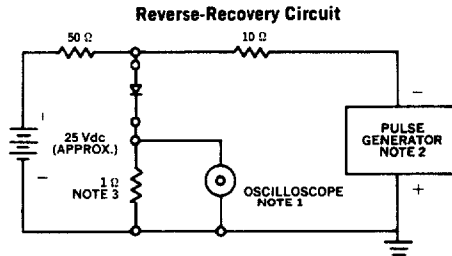 Reverse-Recovery Circuit
50 Ω
10 Ω
+
−
25 Vdc
(APPROX.)
−
1 Ω
NOTE 3
OSCILLOSCOPE
NOTE 1
PULSE
GENERATOR
NOTE 2
+